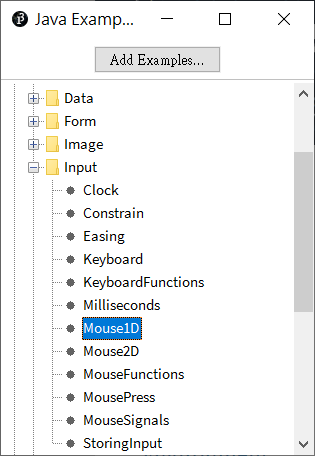 Java Exampl...
Add Examples...
Data
Form
Image
Input
Clock
Constrain
Easing
Keyboard
KeyboardFunctions
Milliseconds
Mouse1D
Mouse2D
MouseFunctions
MousePress
MouseSignals
StoringInput